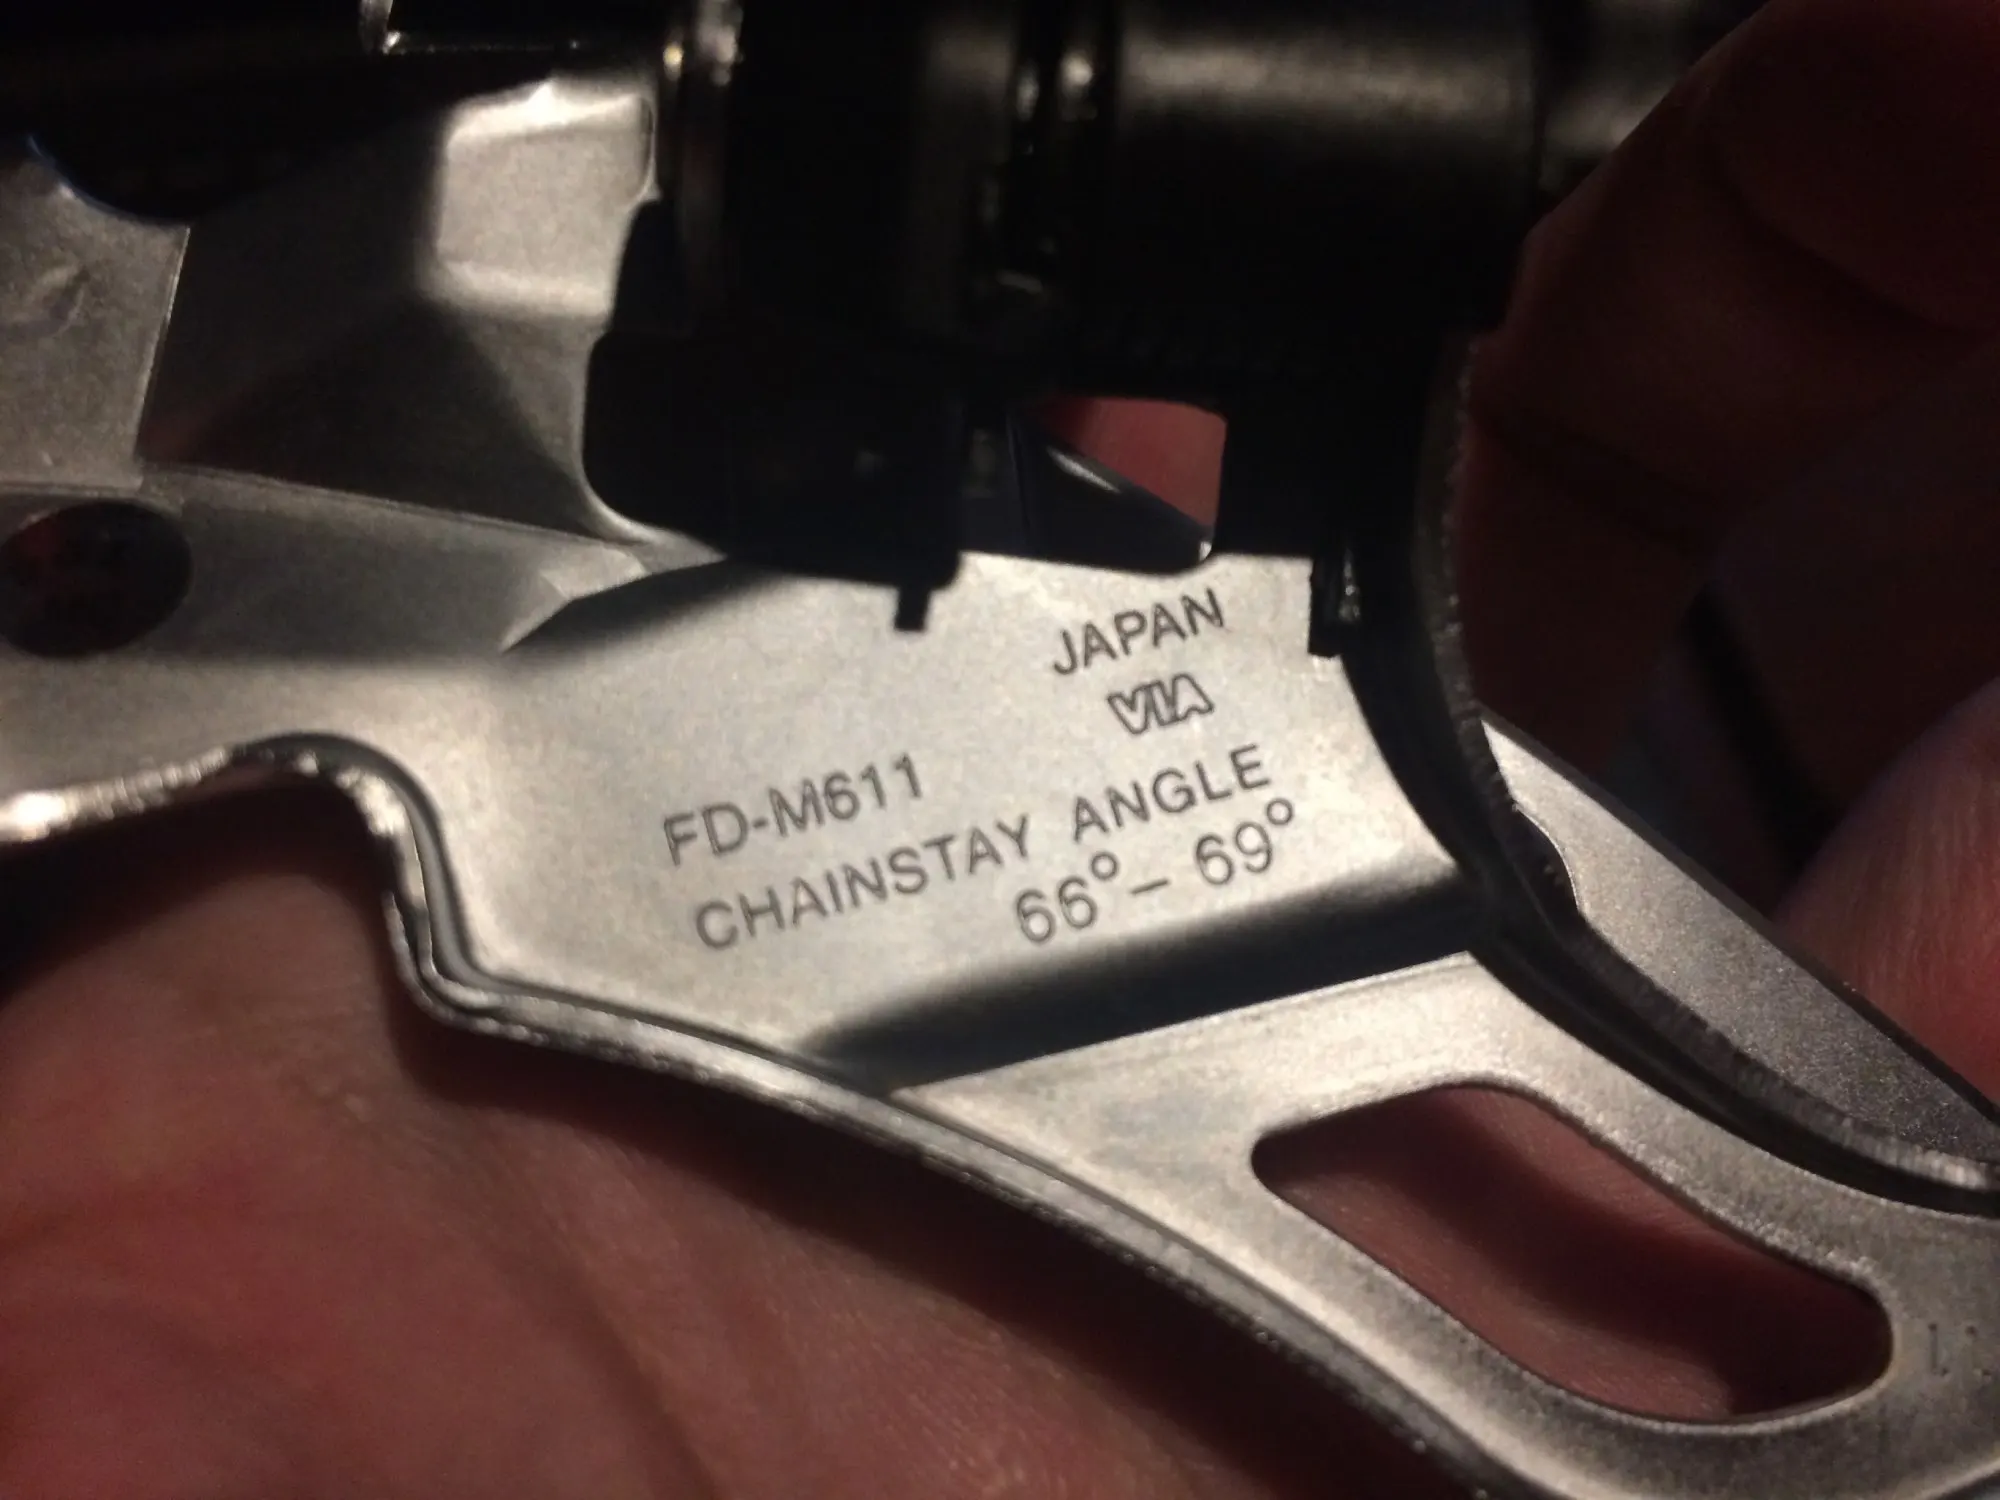 JAPAN
VIA
FD-M611
CHAINSTAY ANGLE
66°– 69°